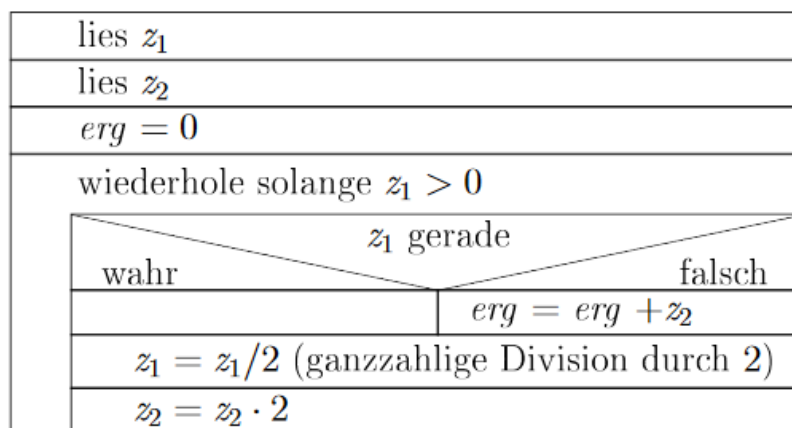 lies z₁
lies z₂
erg = 0
wiederhole solange z₁ > 0
z₁ gerade
wahr falsch
erg = erg +z₂
z₁ = z₁/2 (ganzzahlige Division durch 2)
z₂ = z₂ · 2